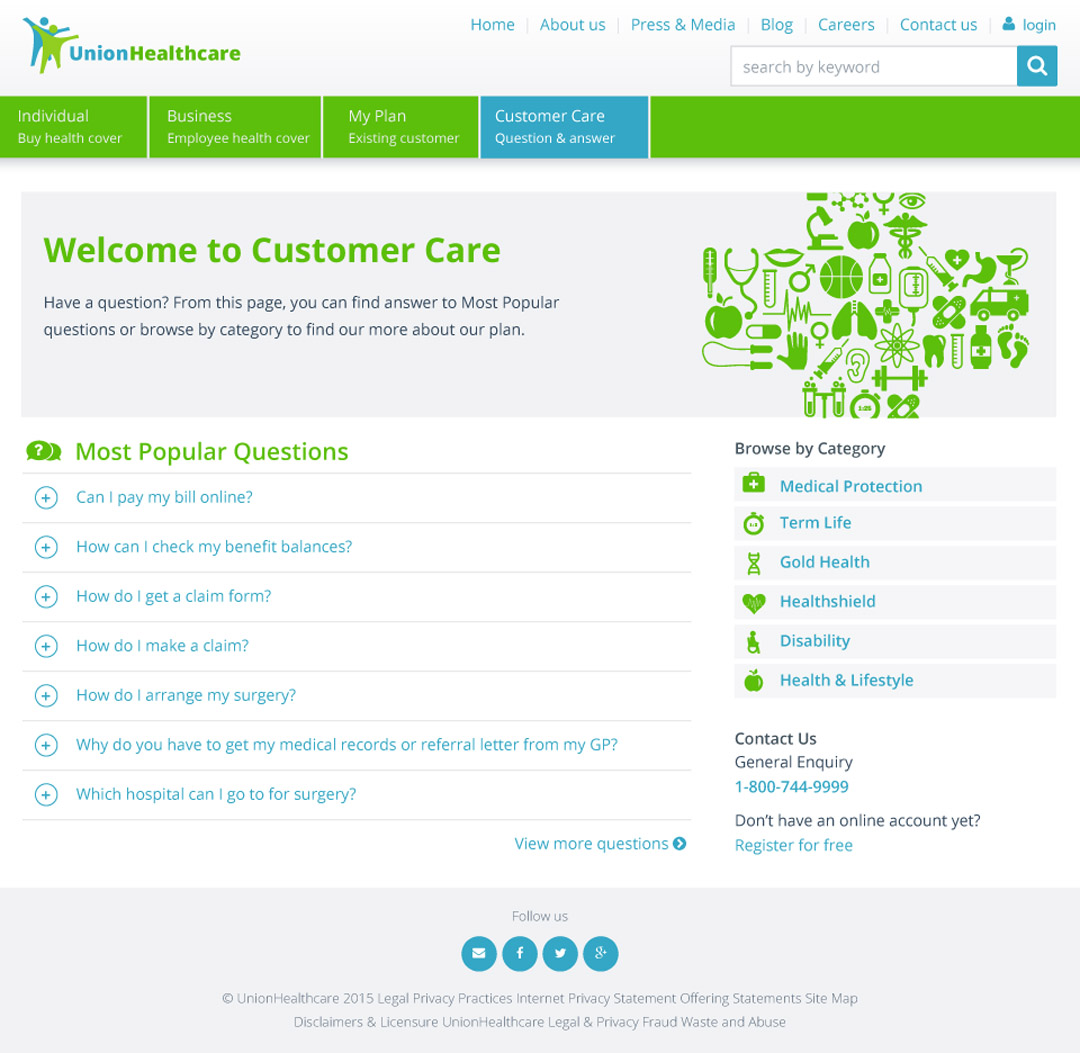 Home About us Press & Media Blog Careers Contact us login
UnionHealthcare
search by keyword
Individual
Buy health cover
Business
Employee health cover
My Plan
Existing customer
Customer Care
Question & answer
Welcome to Customer Care
Have a question? From this page, you can find answer to Most Popular
questions or browse by category to find our more about our plan.
1:25
Most Popular Questions
Can I pay my bill online?
How can I check my benefit balances?
How do I get a claim form?
How do I make a claim?
How do I arrange my surgery?
Why do you have to get my medical records or referral letter from my GP?
Which hospital can I go to for surgery?
View more questions
Browse by Category
Medical Protection
Term Life
Gold Health
Healthshield
Disability
Health & Lifestyle
Contact Us
General Enquiry
1-800-744-9999
Don’t have an online account yet?
Register for free
Follow us
© UnionHealthcare 2015 Legal Privacy Practices Internet Privacy Statement Offering Statements Site Map
Disclaimers & Licensure UnionHealthcare Legal & Privacy Fraud Waste and Abuse